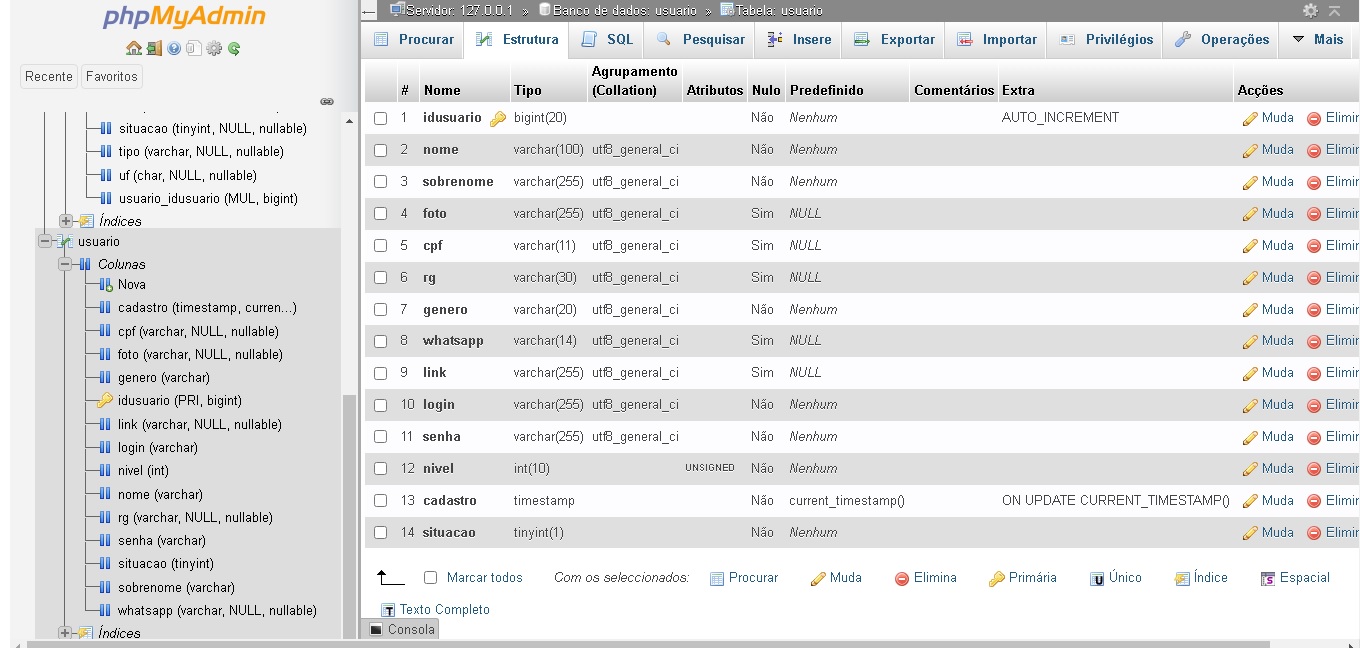 phpMyAdmin
Recente Favoritos
situacao (tinyint, NULL, nullable)
tipo (varchar, NULL, nullable)
uf (char, NULL, nullable)
usuario_idusuario (MUL, bigint)
Índices
usuario
Colunas
Nova
cadastro (timestamp, curren...)
cpf (varchar, NULL, nullable)
foto (varchar, NULL, nullable)
genero (varchar)
idusuario (PRI, bigint)
link (varchar, NULL, nullable)
login (varchar)
nivel (int)
nome (varchar)
rg (varchar, NULL, nullable)
senha (varchar)
situacao (tinyint)
sobrenome (varchar)
whatsapp (varchar, NULL, nullable)
Índices
Servidor: 127.0.0.1 » Banco de dados: usuario » Tabela: usuario
Procurar Estrutura SQL Pesquisar Insere Exportar Importar Privilégios Operações Mais
# Nome Tipo Agrupamento (Collation) Atributos Nulo Predefinido Comentários Extra Acções
1 idusuario bigint(20) Não Nenhum AUTO_INCREMENT Muda Elimin
2 nome varchar(100) utf8_general_ci Não Nenhum Muda Elimin
3 sobrenome varchar(255) utf8_general_ci Não Nenhum Muda Elimin
4 foto varchar(255) utf8_general_ci Sim NULL Muda Elimin
5 cpf varchar(11) utf8_general_ci Sim NULL Muda Elimin
6 rg varchar(30) utf8_general_ci Sim NULL Muda Elimin
7 genero varchar(20) utf8_general_ci Não Nenhum Muda Elimin
8 whatsapp varchar(14) utf8_general_ci Sim NULL Muda Elimin
9 link varchar(255) utf8_general_ci Sim NULL Muda Elimin
10 login varchar(255) utf8_general_ci Não Nenhum Muda Elimin
11 senha varchar(255) utf8_general_ci Não Nenhum Muda Elimin
12 nivel int(10) UNSIGNED Não Nenhum Muda Elimin
13 cadastro timestamp Não current_timestamp() ON UPDATE CURRENT_TIMESTAMP() Muda Elimin
14 situacao tinyint(1) Não Nenhum Muda Elimin
Marcar todos Com os seleccionados: Procurar Muda Elimina Primária Único Índice Espacial
Texto Completo
Consola